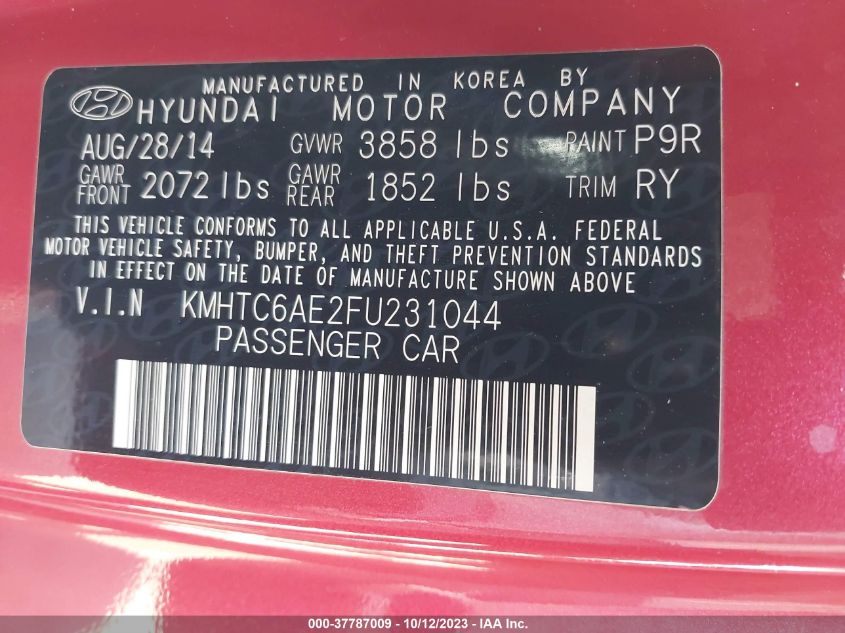 MANUFACTURED IN KOREA BY
HYUNDAI MOTOR COMPANY
AUG/28/14 GVWR 3858 lbs PAINT P9R
GAWR FRONT 2072 lbs GAWR REAR 1852 lbs TRIM RY
THIS VEHICLE CONFORMS TO ALL APPLICABLE U.S.A. FEDERAL
MOTOR VEHICLE SAFETY, BUMPER, AND THEFT PREVENTION STANDARDS
IN EFFECT ON THE DATE OF MANUFACTURE SHOWN ABOVE
V.I.N KMHTC6AE2FU231044
PASSENGER CAR
000-37787009 - 10/12/2023 - IAA Inc.